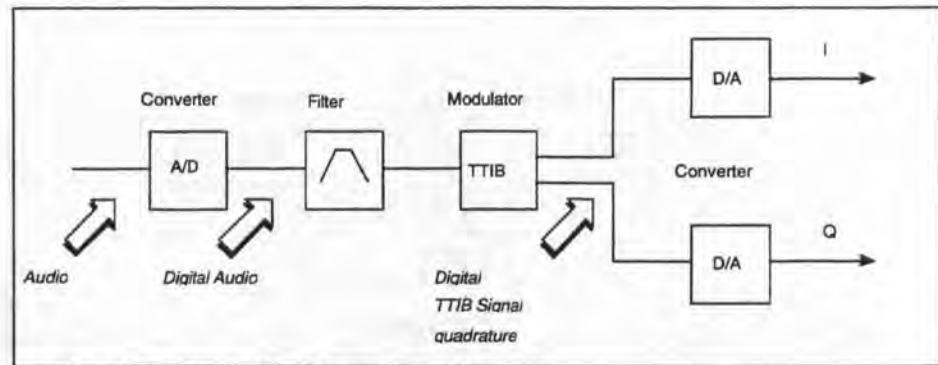 I
D/A
Converter
Filter
Modulator
A/D
TTIB
Converter
Q
D/A
Audio
Digital Audio
Digital
TTIB Signal
quadrature